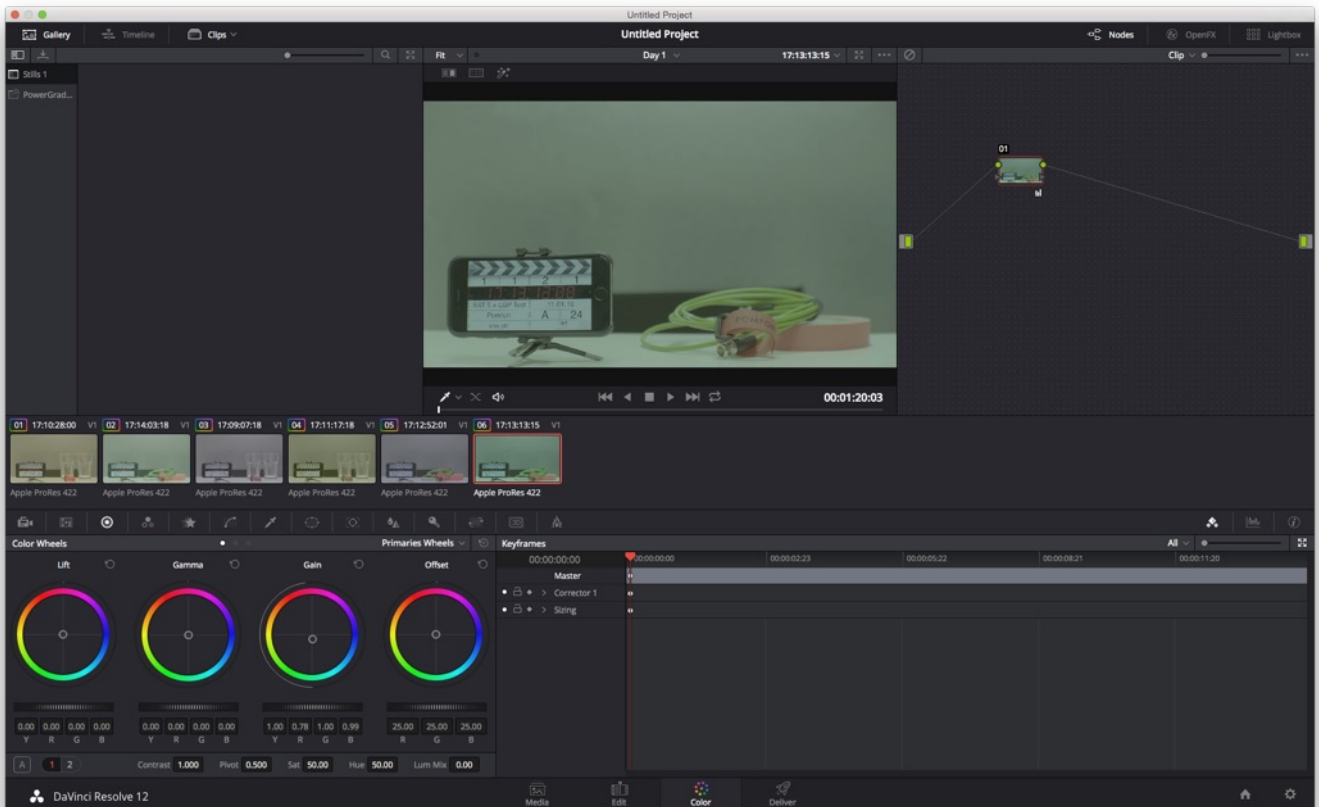 Untitled Project
Gallery
Timeline
Clips
Untitled Project
Nodes
OpenFX
Lightbox
Fit
Day 1
17:13:13:15
Clip
Stills 1
PowerGrad...
01
1 1 2 1
A 24
00:01:20:03
01 17:10:28:00 V1
02 17:14:03:18 V1
03 17:09:07:18 V1
04 17:11:17:18 V1
05 17:12:52:01 V1
06 17:13:13:15 V1
Apple ProRes 422
Apple ProRes 422
Apple ProRes 422
Apple ProRes 422
Apple ProRes 422
Apple ProRes 422
Color Wheels
Primaries Wheels
Lift
Gamma
Gain
Offset
0.00 0.00 0.00 0.00
0.00 0.00 0.00 0.00
1.00 0.78 1.00 0.99
25.00 25.00 25.00
Y R G B
Y R G B
Y R G B
R G B
A 1 2
Contrast 1.000
Pivot 0.500
Sat 50.00
Hue 50.00
Lum Mix 0.00
Keyframes
All
00:00:00:00
00:00:00:00
00:00:02:23
00:00:05:22
00:00:08:21
00:00:11:20
Master
Corrector 1
Sizing
DaVinci Resolve 12
Media
Edit
Color
Deliver